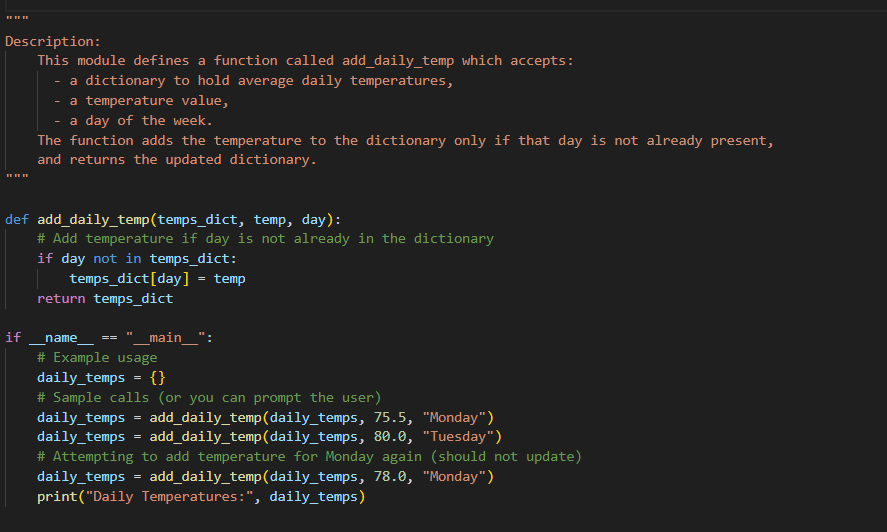 """
Description:
    This module defines a function called add_daily_temp which accepts:
      - a dictionary to hold average daily temperatures,
      - a temperature value,
      - a day of the week.
    The function adds the temperature to the dictionary only if that day is not already present,
    and returns the updated dictionary.
"""
def add_daily_temp(temps_dict, temp, day):
    # Add temperature if day is not already in the dictionary
    if day not in temps_dict:
        temps_dict[day] = temp
    return temps_dict
if __name__ == "__main__":
    # Example usage
    daily_temps = {}
    # Sample calls (or you can prompt the user)
    daily_temps = add_daily_temp(daily_temps, 75.5, "Monday")
    daily_temps = add_daily_temp(daily_temps, 80.0, "Tuesday")
    # Attempting to add temperature for Monday again (should not update)
    daily_temps = add_daily_temp(daily_temps, 78.0, "Monday")
    print("Daily Temperatures:", daily_temps)